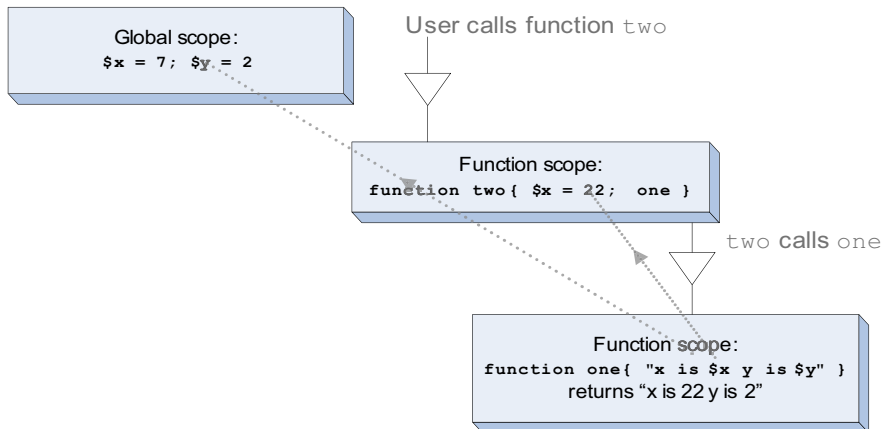 Global scope:
$x = 7; $y = 2
User calls function two
Function scope:
function two{ $x = 22; one }
two calls one
Function scope:
function one{ "x is $x y is $y" }
returns “x is 22 y is 2”